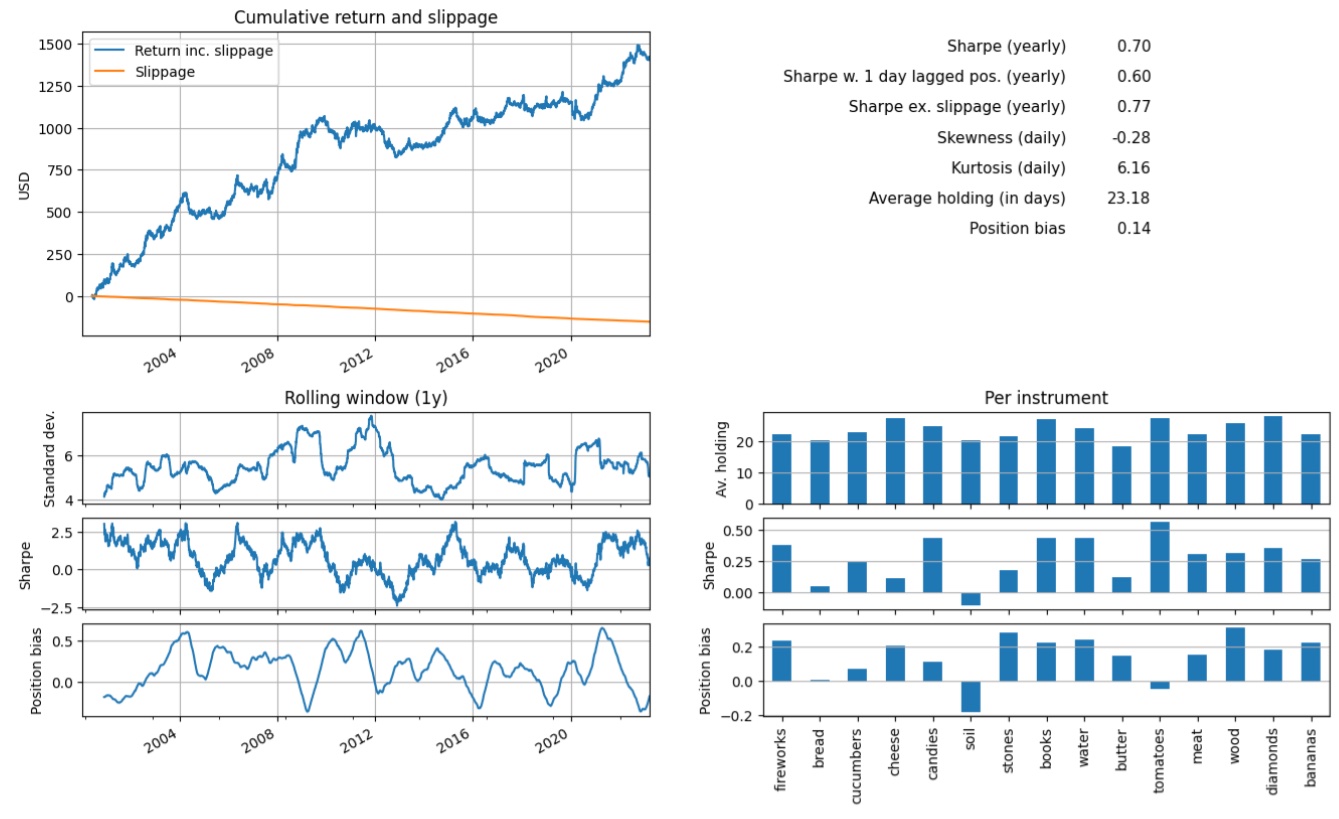 Cumulative return and slippage
1500
1250
1000
750
500
250
0
USD
Return inc. slippage
Slippage
2004
2008
2012
2016
2020
Sharpe (yearly) 0.70
Sharpe w. 1 day lagged pos. (yearly) 0.60
Sharpe ex. slippage (yearly) 0.77
Skewness (daily) -0.28
Kurtosis (daily) 6.16
Average holding (in days) 23.18
Position bias 0.14
Rolling window (1y)
Standard dev.
6
4
Sharpe
2.5
0.0
−2.5
Position bias
0.5
0.0
2004
2008
2012
2016
2020
Per instrument
Av. holding
20
10
0
Sharpe
0.50
0.25
0.00
Position bias
0.2
0.0
−0.2
fireworks
bread
cucumbers
cheese
candies
soil
stones
books
water
butter
tomatoes
meat
wood
diamonds
bananas